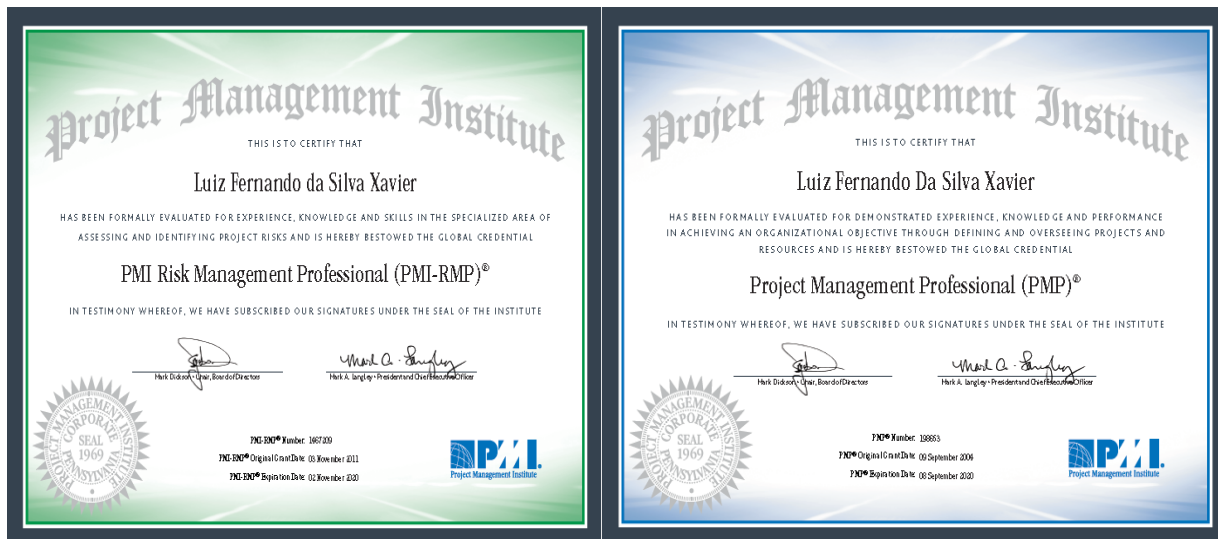 Project Management Institute
THIS IS TO CERTIFY THAT
Luiz Fernando da Silva Xavier
HAS BEEN FORMALLY EVALUATED FOR EXPERIENCE, KNOWLEDGE AND SKILLS IN THE SPECIALIZED AREA OF
ASSESSING AND IDENTIFYING PROJECT RISKS AND IS HEREBY BESTOWED THE GLOBAL CREDENTIAL
PMI Risk Management Professional (PMI-RMP)®
IN TESTIMONY WHEREOF, WE HAVE SUBSCRIBED OUR SIGNATURES UNDER THE SEAL OF THE INSTITUTE
Mark A. Langley
Mark Dickson • Chair, Board of Directors
Mark A. Langley • President and Chief Executive Officer
PROJECT MANAGEMENT INSTITUTE
CORPORATE
SEAL
1969
PENNSYLVANIA
PMI-RMP® Number: 1467209
PMI-RMP® Original Grant Date: 03 November 2011
PMI-RMP® Expiration Date: 02 November 2020
PMI.
Project Management Institute
Project Management Institute
THIS IS TO CERTIFY THAT
Luiz Fernando Da Silva Xavier
HAS BEEN FORMALLY EVALUATED FOR DEMONSTRATED EXPERIENCE, KNOWLEDGE AND PERFORMANCE
IN ACHIEVING AN ORGANIZATIONAL OBJECTIVE THROUGH DEFINING AND OVERSEEING PROJECTS AND
RESOURCES AND IS HEREBY BESTOWED THE GLOBAL CREDENTIAL
Project Management Professional (PMP)®
IN TESTIMONY WHEREOF, WE HAVE SUBSCRIBED OUR SIGNATURES UNDER THE SEAL OF THE INSTITUTE
Mark A. Langley
Mark Dickson • Chair, Board of Directors
Mark A. Langley • President and Chief Executive Officer
PROJECT MANAGEMENT INSTITUTE
CORPORATE
SEAL
1969
PENNSYLVANIA
PMP® Number:
PMP® Original Grant Date: 09 September
PMP® Expiration Date: 08 September 2020
PMI.
Project Management Institute